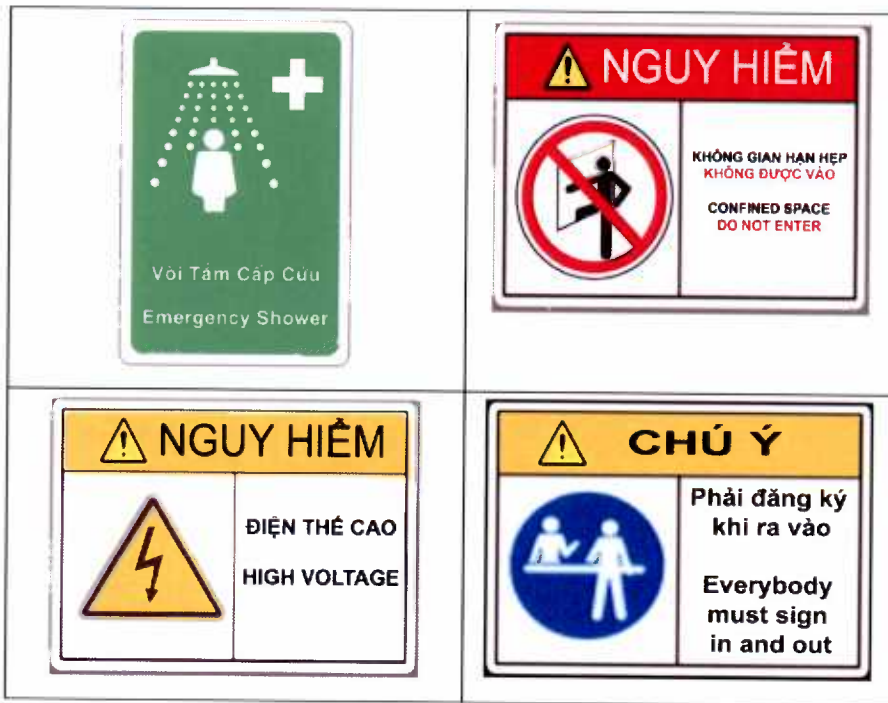 Vòi Tắm Cấp Cứu
Emergency Shower
NGUY HIỂM
KHÔNG GIAN HẠN HẸP
KHÔNG ĐƯỢC VÀO
CONFINED SPACE
DO NOT ENTER
NGUY HIỂM
ĐIỆN THẾ CAO
HIGH VOLTAGE
CHÚ Ý
Phải đăng ký
khi ra vào
Everybody
must sign
in and out